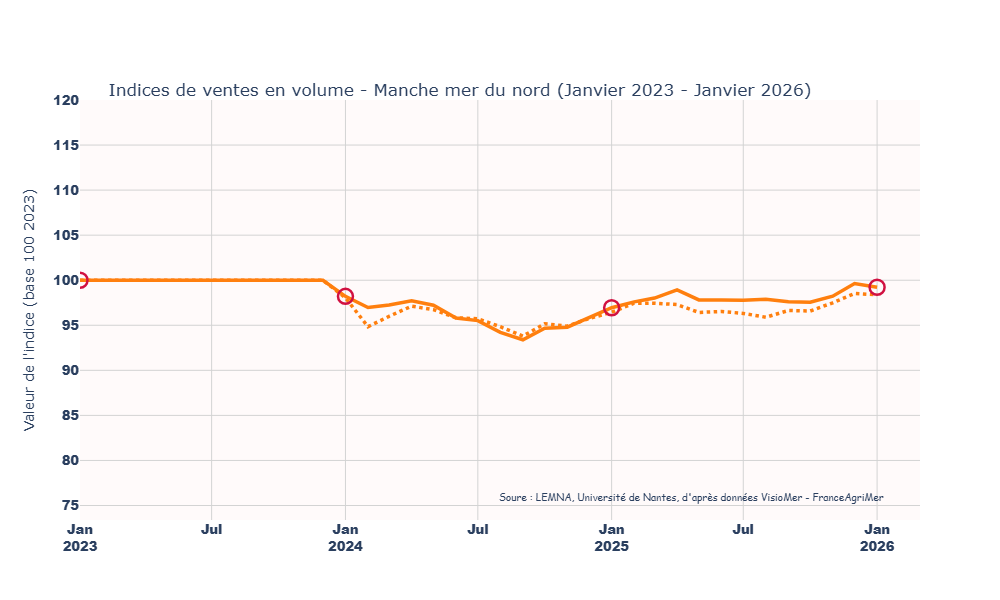 Indices de ventes en volume - Manche mer du nord (Janvier 2023 - Janvier 2026)
Valeur de l'indice (base 100 2023)
120
115
110
105
100
95
90
85
80
75
Soure : LEMNA, Université de Nantes, d'après données VisioMer - FranceAgriMer
Jan Jul Jan Jul Jan Jul Jan
2023 2024 2025 2026